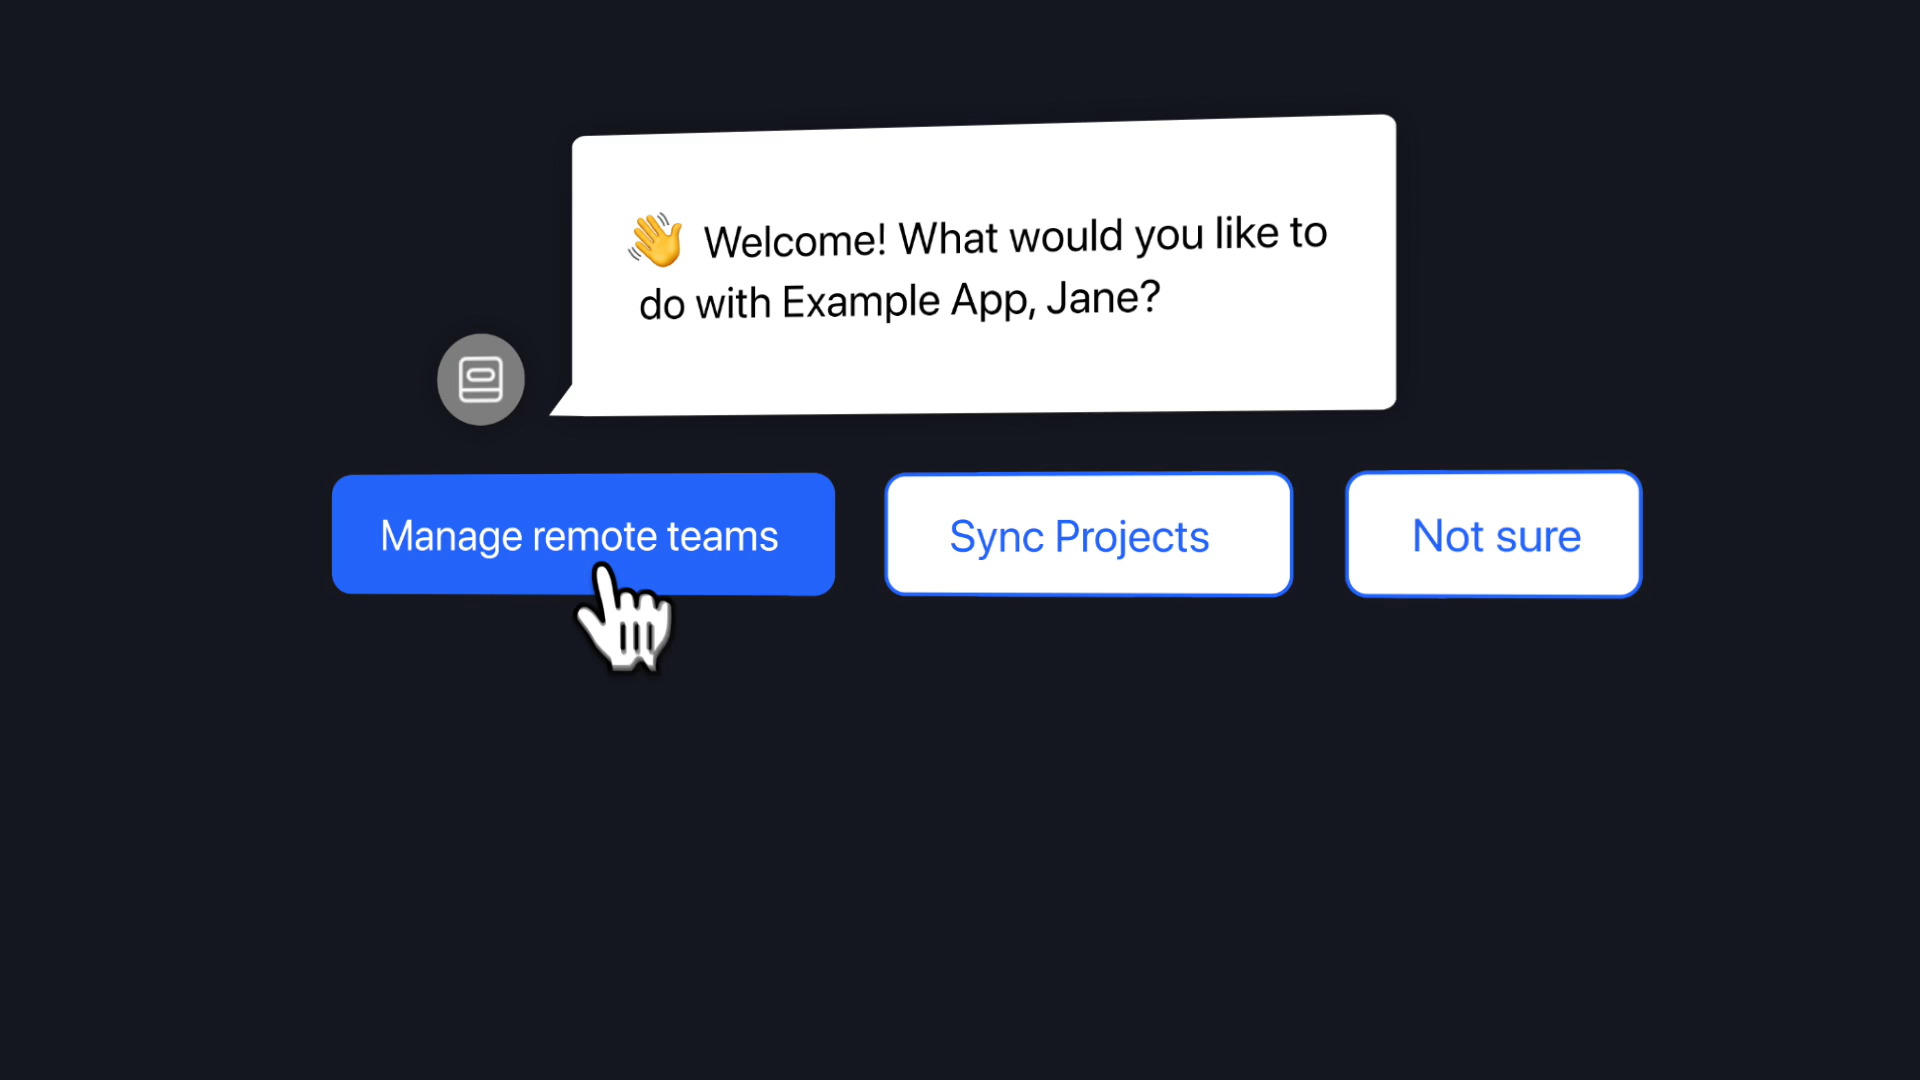 👋 Welcome! What would you like to
do with Example App, Jane?
Manage remote teams
Sync Projects
Not sure